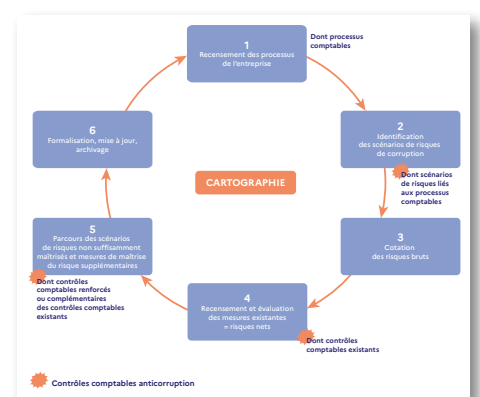 1
Recensement des processus
de l'entreprise
Dont processus
comptables
2
Identification
des scénarios de risques
de corruption
Dont scénarios
de risques liés
aux processus
comptables
3
Cotation
des risques bruts
4
Recensement et évaluation
des mesures existantes
= risques nets
Dont contrôles
comptables existants
5
Parcours des scénarios
de risques non suffisamment
maîtrisés et mesures de maîtrise
du risque supplémentaires
Dont contrôles
comptables renforcés
ou complémentaires
des contrôles comptables
existants
6
Formalisation, mise à jour,
archivage
CARTOGRAPHIE
Contrôles comptables anticorruption